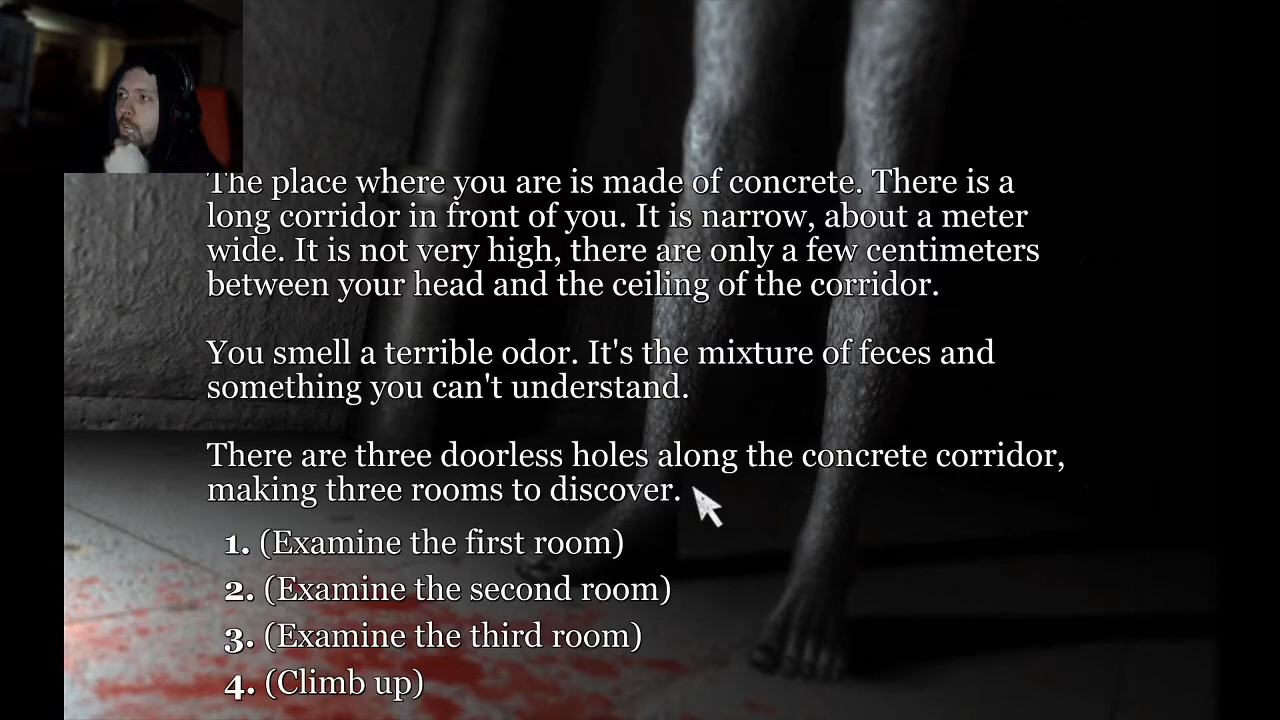 The place where you are is made of concrete. There is a
long corridor in front of you. It is narrow, about a meter
wide. It is not very high, there are only a few centimeters
between your head and the ceiling of the corridor.
You smell a terrible odor. It's the mixture of feces and
something you can't understand.
There are three doorless holes along the concrete corridor,
making three rooms to discover.
1. (Examine the first room)
2. (Examine the second room)
3. (Examine the third room)
4. (Climb up)